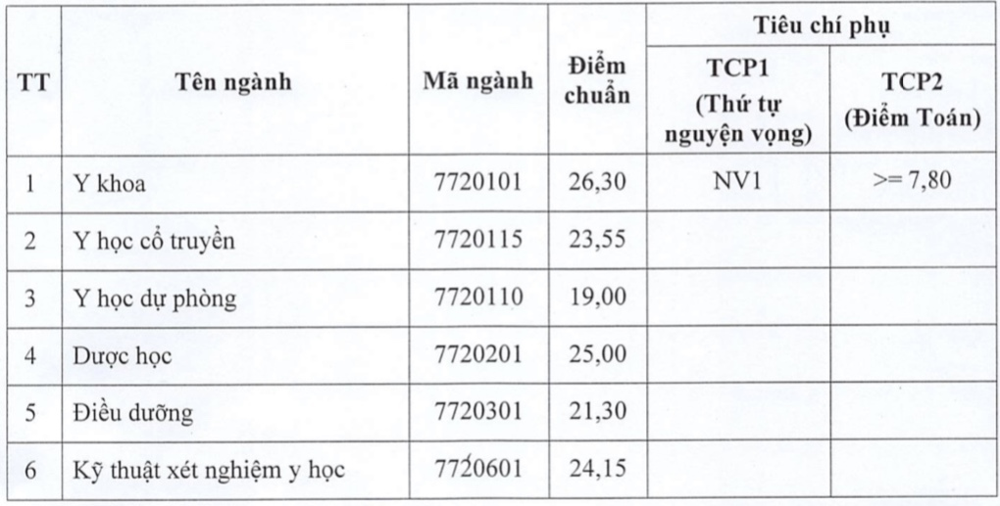 TT Tên ngành Mã ngành Điểm chuẩn Tiêu chí phụ
TCP1 (Thứ tự nguyện vọng) TCP2 (Điểm Toán)
1 Y khoa 7720101 26,30 NV1 >= 7,80
2 Y học cổ truyền 7720115 23,55
3 Y học dự phòng 7720110 19,00
4 Dược học 7720201 25,00
5 Điều dưỡng 7720301 21,30
6 Kỹ thuật xét nghiệm y học 7720601 24,15